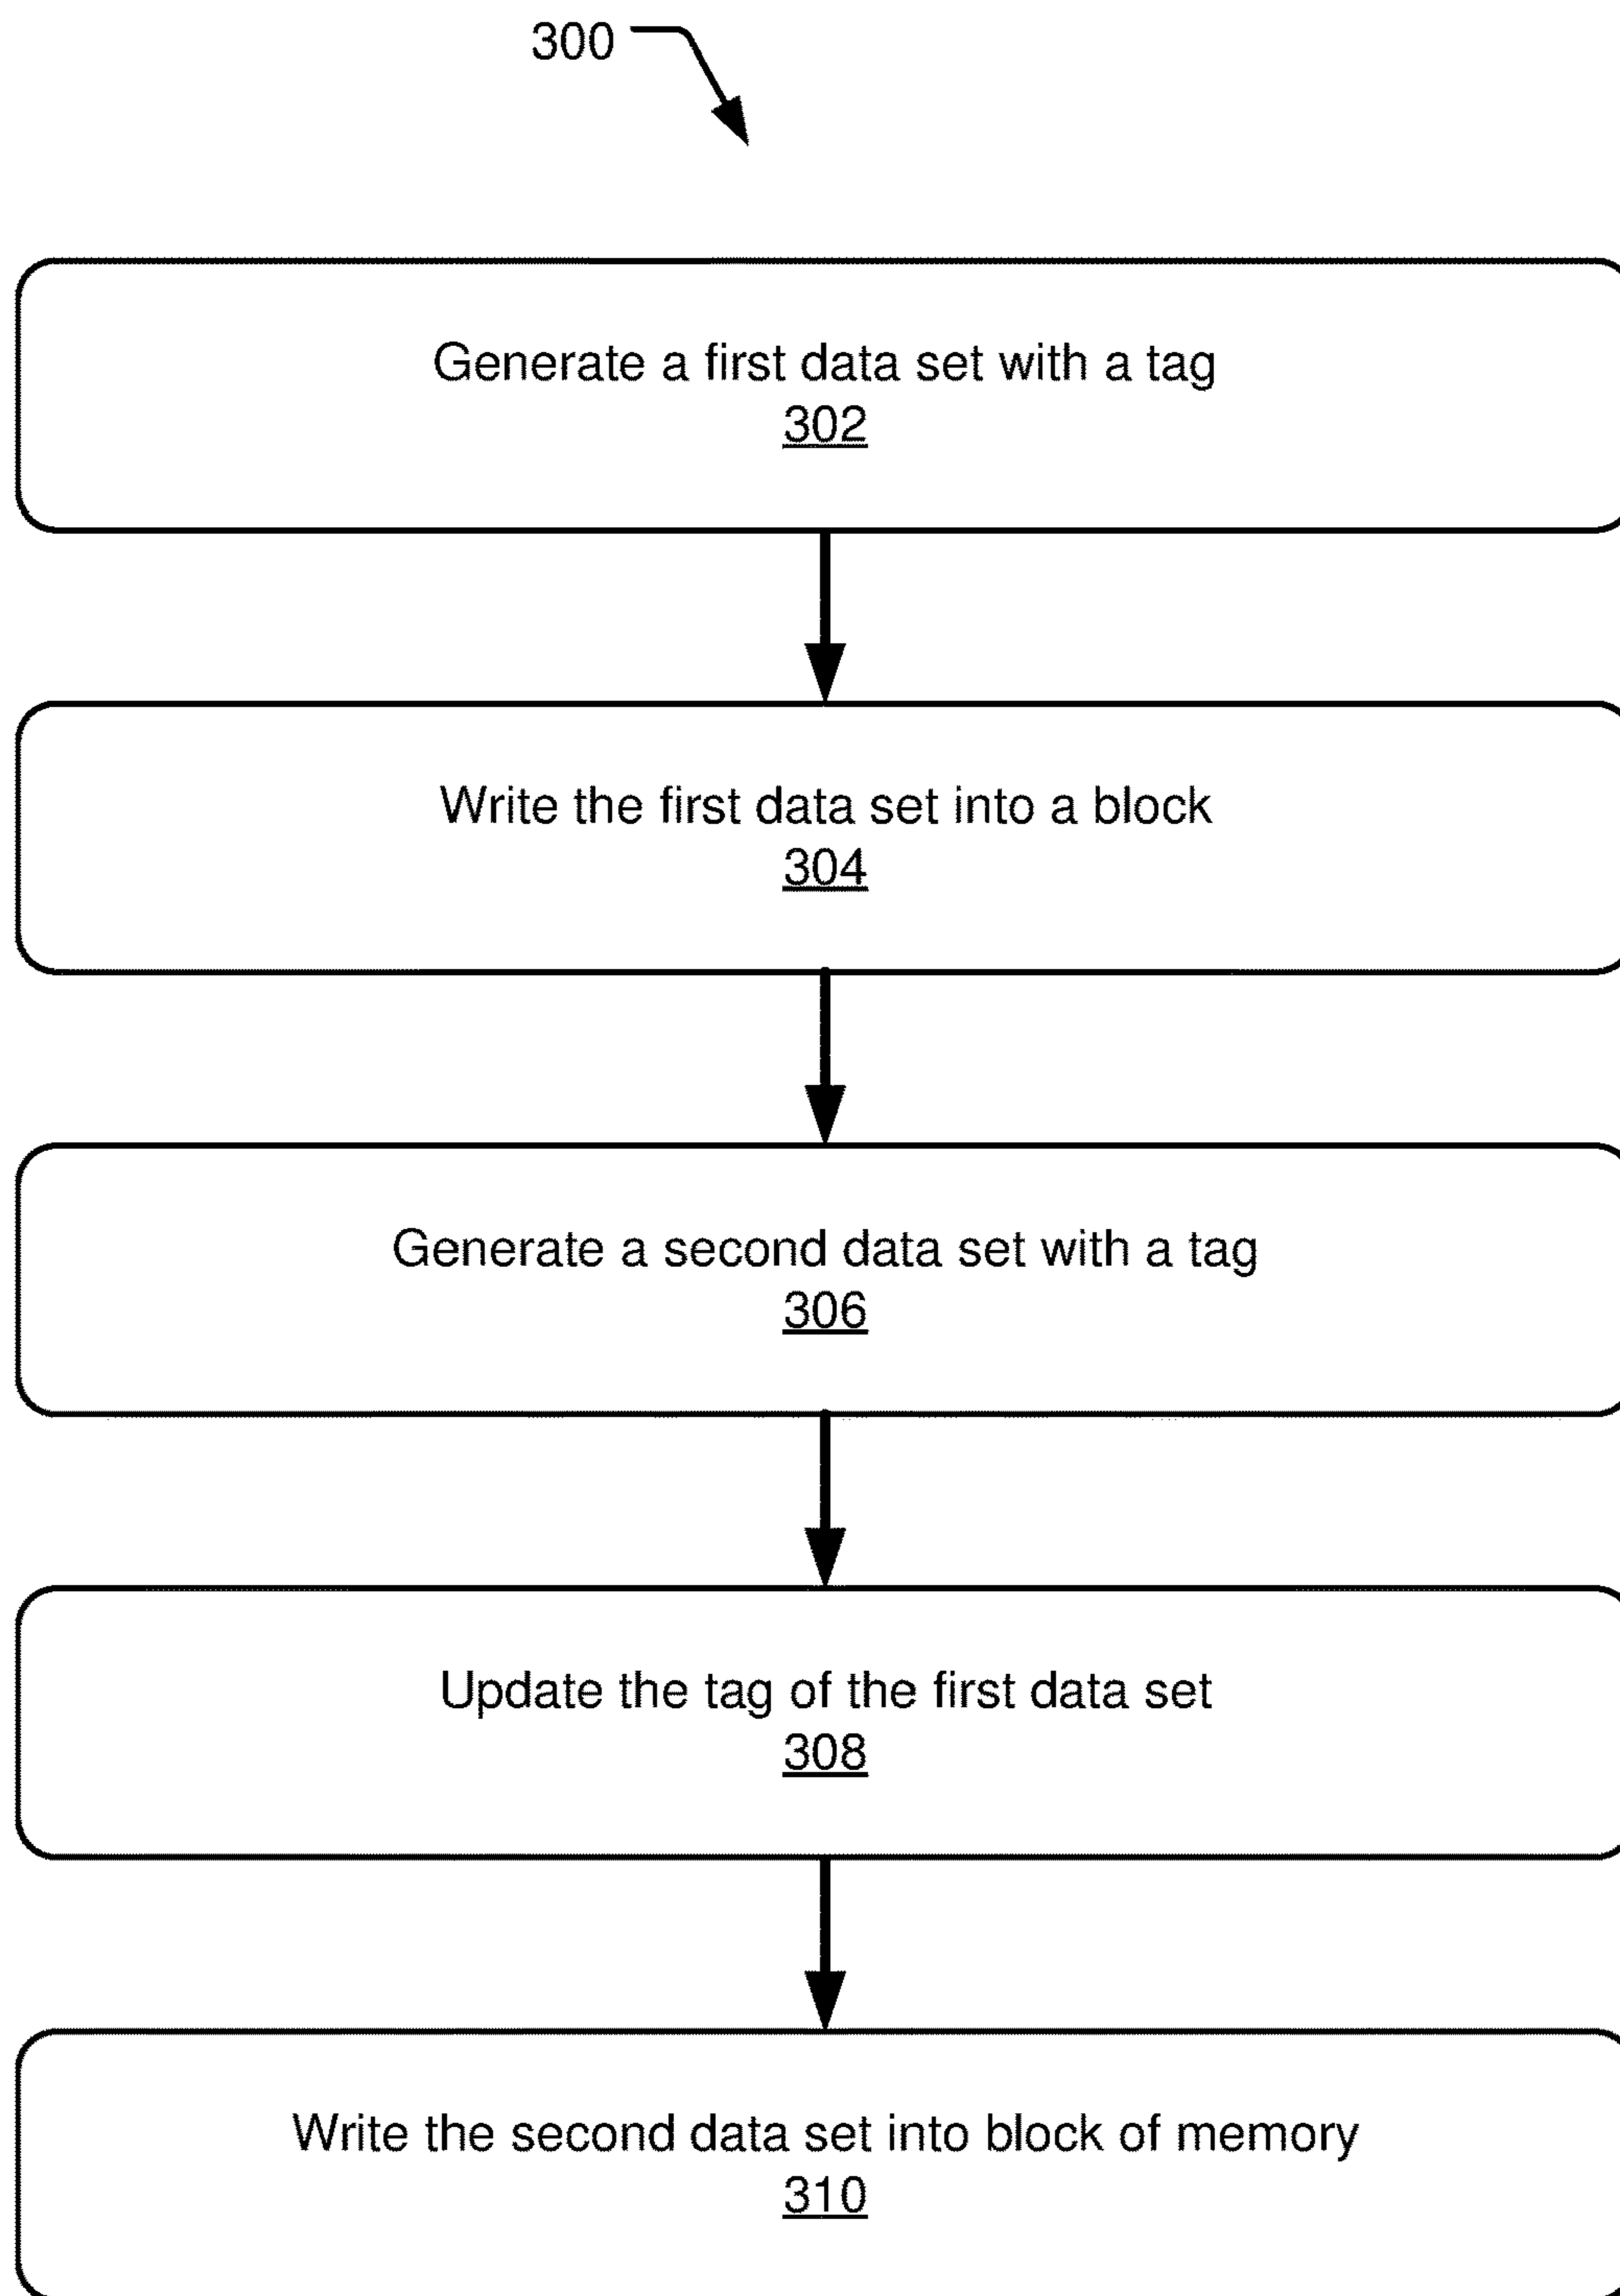 300
Generate a first data set with a tag
302
Write the first data set into a block
304
Generate a second data set with a tag
306
Update the tag of the first data set
308
Write the second data set into block of memory
310